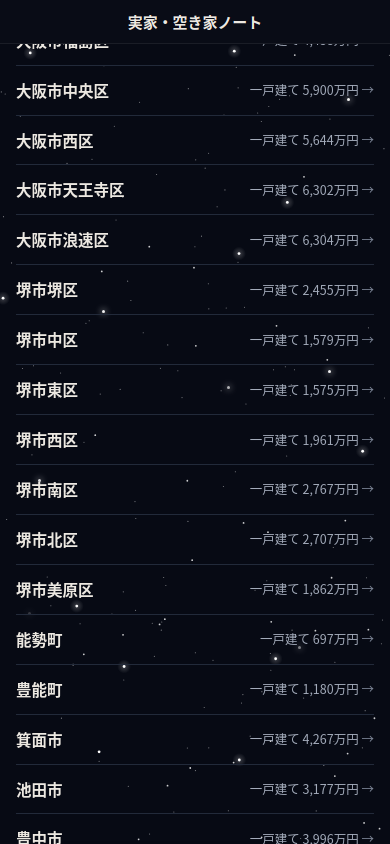 実家・空き家ノート
大阪市福島区
大阪市中央区 一戸建て 5,900万円 →
大阪市西区 一戸建て 5,644万円 →
大阪市天王寺区 一戸建て 6,302万円 →
大阪市浪速区 一戸建て 6,304万円 →
堺市堺区 一戸建て 2,455万円 →
堺市中区 一戸建て 1,579万円 →
堺市東区 一戸建て 1,575万円 →
堺市西区 一戸建て 1,961万円 →
堺市南区 一戸建て 2,767万円 →
堺市北区 一戸建て 2,707万円 →
堺市美原区 一戸建て 1,862万円 →
能勢町 一戸建て 697万円 →
豊能町 一戸建て 1,180万円 →
箕面市 一戸建て 4,267万円 →
池田市 一戸建て 3,177万円 →
豊中市 一戸建て 3,996万円 →